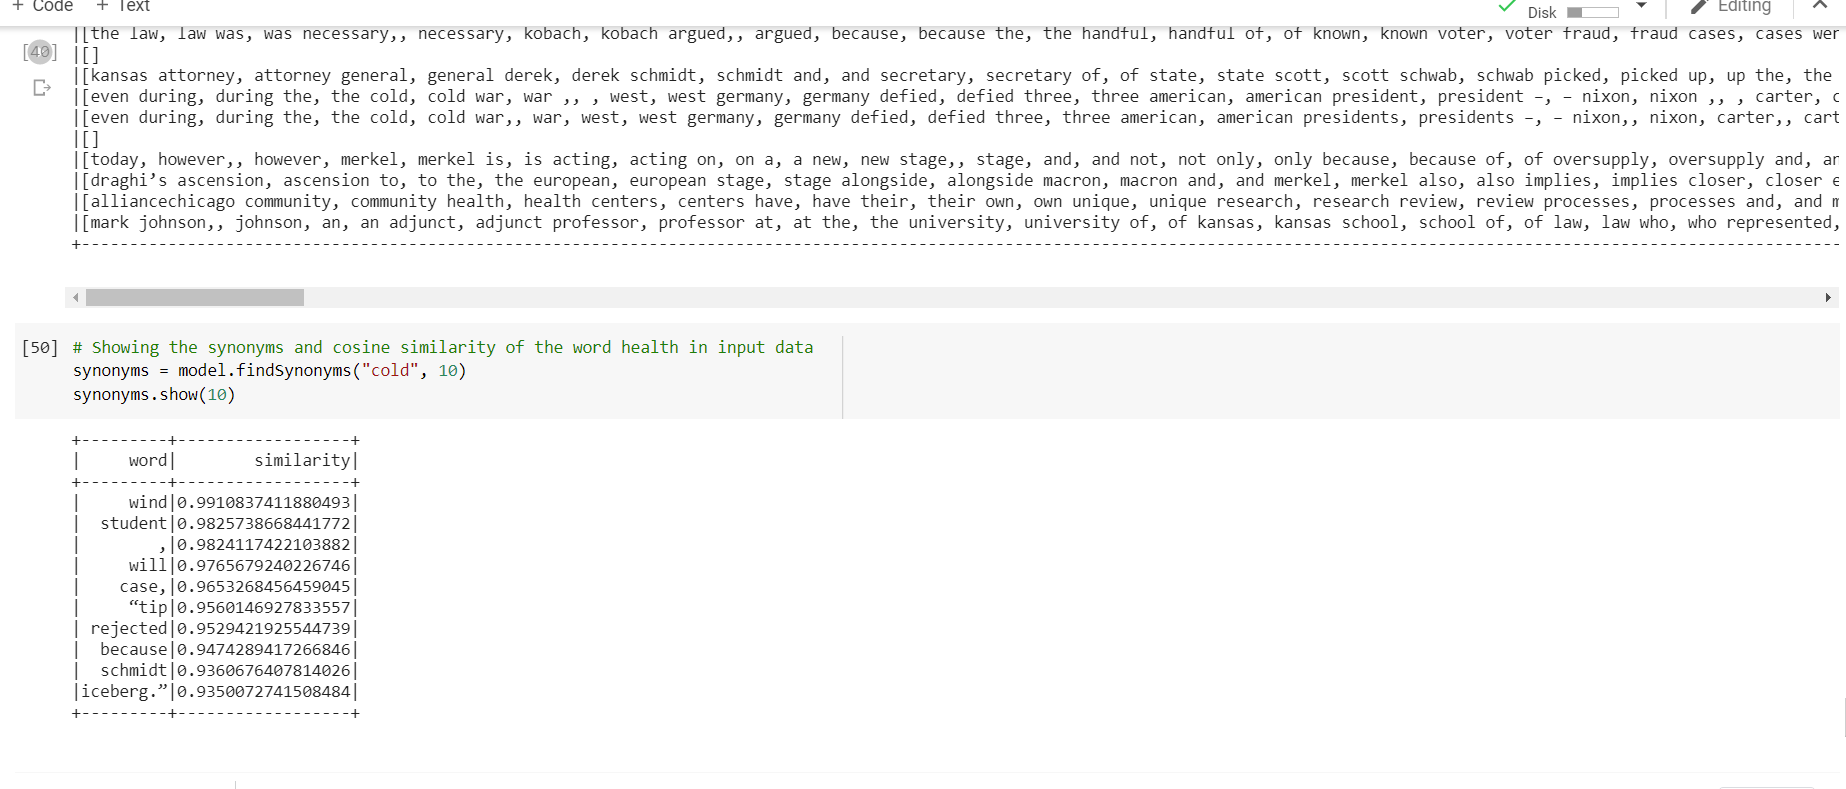 + Code + Text Disk Editing
[40] |[the law, law was, was necessary,, necessary, kobach, kobach argued,, argued, because, because the, the handful, handful of, of known, known voter, voter fraud, fraud cases, cases wer
|[]
|[kansas attorney, attorney general, general derek, derek schmidt, schmidt and, and secretary, secretary of, of state, state scott, scott schwab, schwab picked, picked up, up the, the
|[even during, during the, the cold, cold war, war ,, , west, west germany, germany defied, defied three, three american, american president, president –, – nixon, nixon ,, , carter, c
|[even during, during the, the cold, cold war,, war, west, west germany, germany defied, defied three, three american, american presidents, presidents –, – nixon,, nixon, carter,, cart
|[]
|[today, however,, however, merkel, merkel is, is acting, acting on, on a, a new, new stage,, stage, and, and not, not only, only because, because of, of oversupply, oversupply and, an
|[draghi’s ascension, ascension to, to the, the european, european stage, stage alongside, alongside macron, macron and, and merkel, merkel also, also implies, implies closer, closer e
|[alliancechicago community, community health, health centers, centers have, have their, their own, own unique, unique research, research review, review processes, processes and, and m
|[mark johnson,, johnson, an, an adjunct, adjunct professor, professor at, at the, the university, university of, of kansas, kansas school, school of, of law, law who, who represented,
[50] # Showing the synonyms and cosine similarity of the word health in input data
synonyms = model.findSynonyms("cold", 10)
synonyms.show(10)
+---------+------------------+
|     word|        similarity|
+---------+------------------+
|     wind|0.9910837411880493|
|  student|0.9825738668441772|
|        ,|0.9824117422103882|
|     will|0.9765679240226746|
|    case,|0.9653268456459045|
|     “tip|0.9560146927833557|
| rejected|0.9529421925544739|
|  because|0.9474289417266846|
|  schmidt|0.9360676407814026|
|iceberg.”|0.9350072741508484|
+---------+------------------+